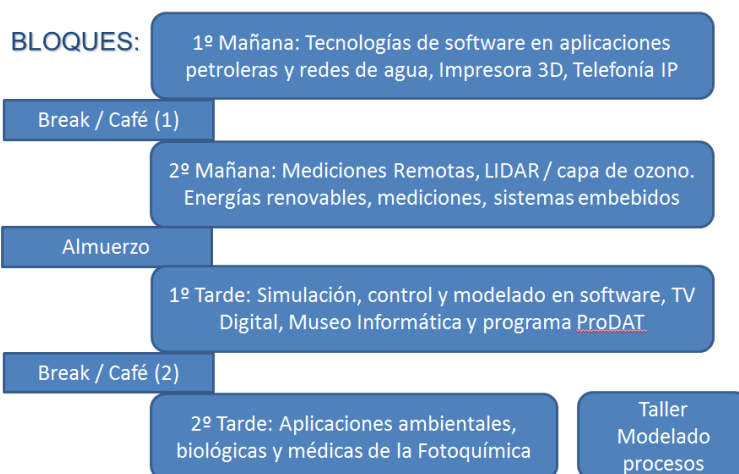 BLOQUES:
1º Mañana: Tecnologías de software en aplicaciones
petroleras y redes de agua, Impresora 3D, Telefonía IP
Break / Café (1)
2º Mañana: Mediciones Remotas, LIDAR / capa de ozono.
Energías renovables, mediciones, sistemas embebidos
Almuerzo
1º Tarde: Simulación, control y modelado en software, TV
Digital, Museo Informática y programa ProDAT
Break / Café (2)
2º Tarde: Aplicaciones ambientales,
biológicas y médicas de la Fotoquímica
Taller
Modelado
procesos